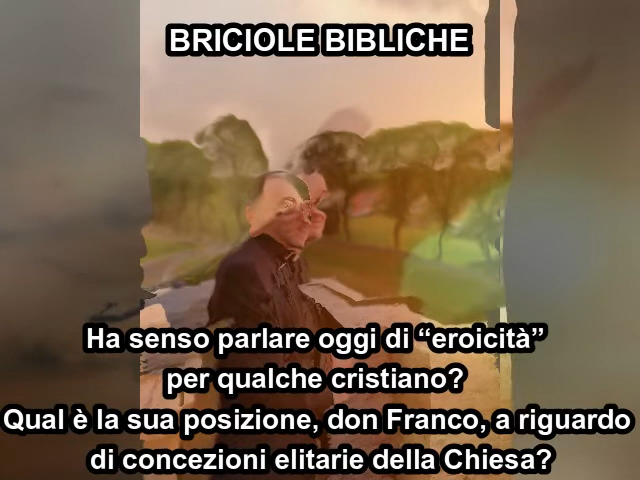 BRICIOLE BIBLICHE
Ha senso parlare oggi di “eroicità”
per qualche cristiano?
Qual è la sua posizione, don Franco, a riguardo
di concezioni elitarie della Chiesa?